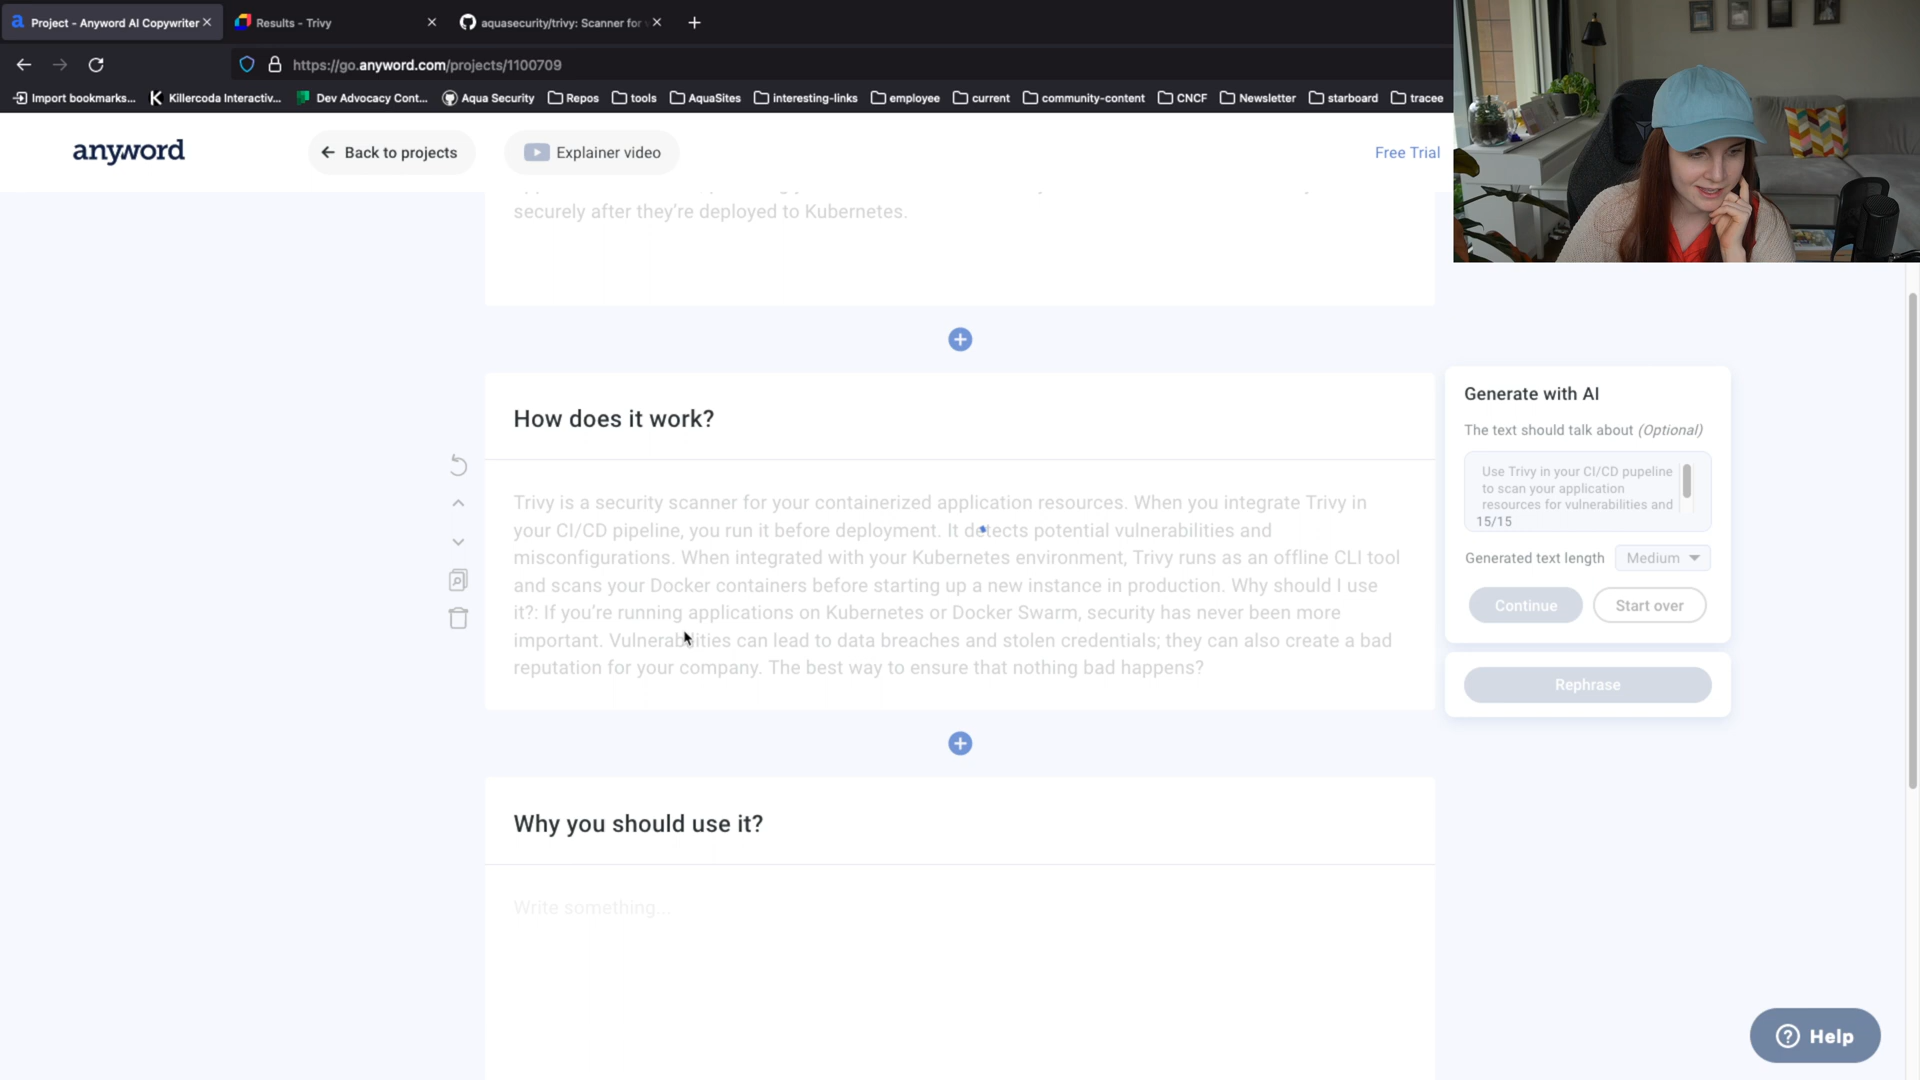 Project - Anyword AI Copywriter
Results - Trivy
aquasecurity/trivy: Scanner for
https://go.anyword.com/projects/1100709
Import bookmarks...
Killercoda Interactiv...
Dev Advocacy Cont...
Aqua Security
Repos
tools
AquaSites
interesting-links
employee
current
community-content
CNCF
Newsletter
starboard
tracee
anyword
Back to projects
Explainer video
Free Trial
securely after they're deployed to Kubernetes.
How does it work?
Trivy is a security scanner for your containerized application resources. When you integrate Trivy in
your CI/CD pipeline, you run it before deployment. It detects potential vulnerabilities and
misconfigurations. When integrated with your Kubernetes environment, Trivy runs as an offline CLI tool
and scans your Docker containers before starting up a new instance in production. Why should I use
it?: If you're running applications on Kubernetes or Docker Swarm, security has never been more
important. Vulnerabilities can lead to data breaches and stolen credentials; they can also create a bad
reputation for your company. The best way to ensure that nothing bad happens?
Generate with AI
The text should talk about (Optional)
Use Trivy in your CI/CD pupeline
to scan your application
resources for vulnerabilities and
15/15
Generated text length
Medium
Continue
Start over
Rephrase
Why you should use it?
Write something...
Help